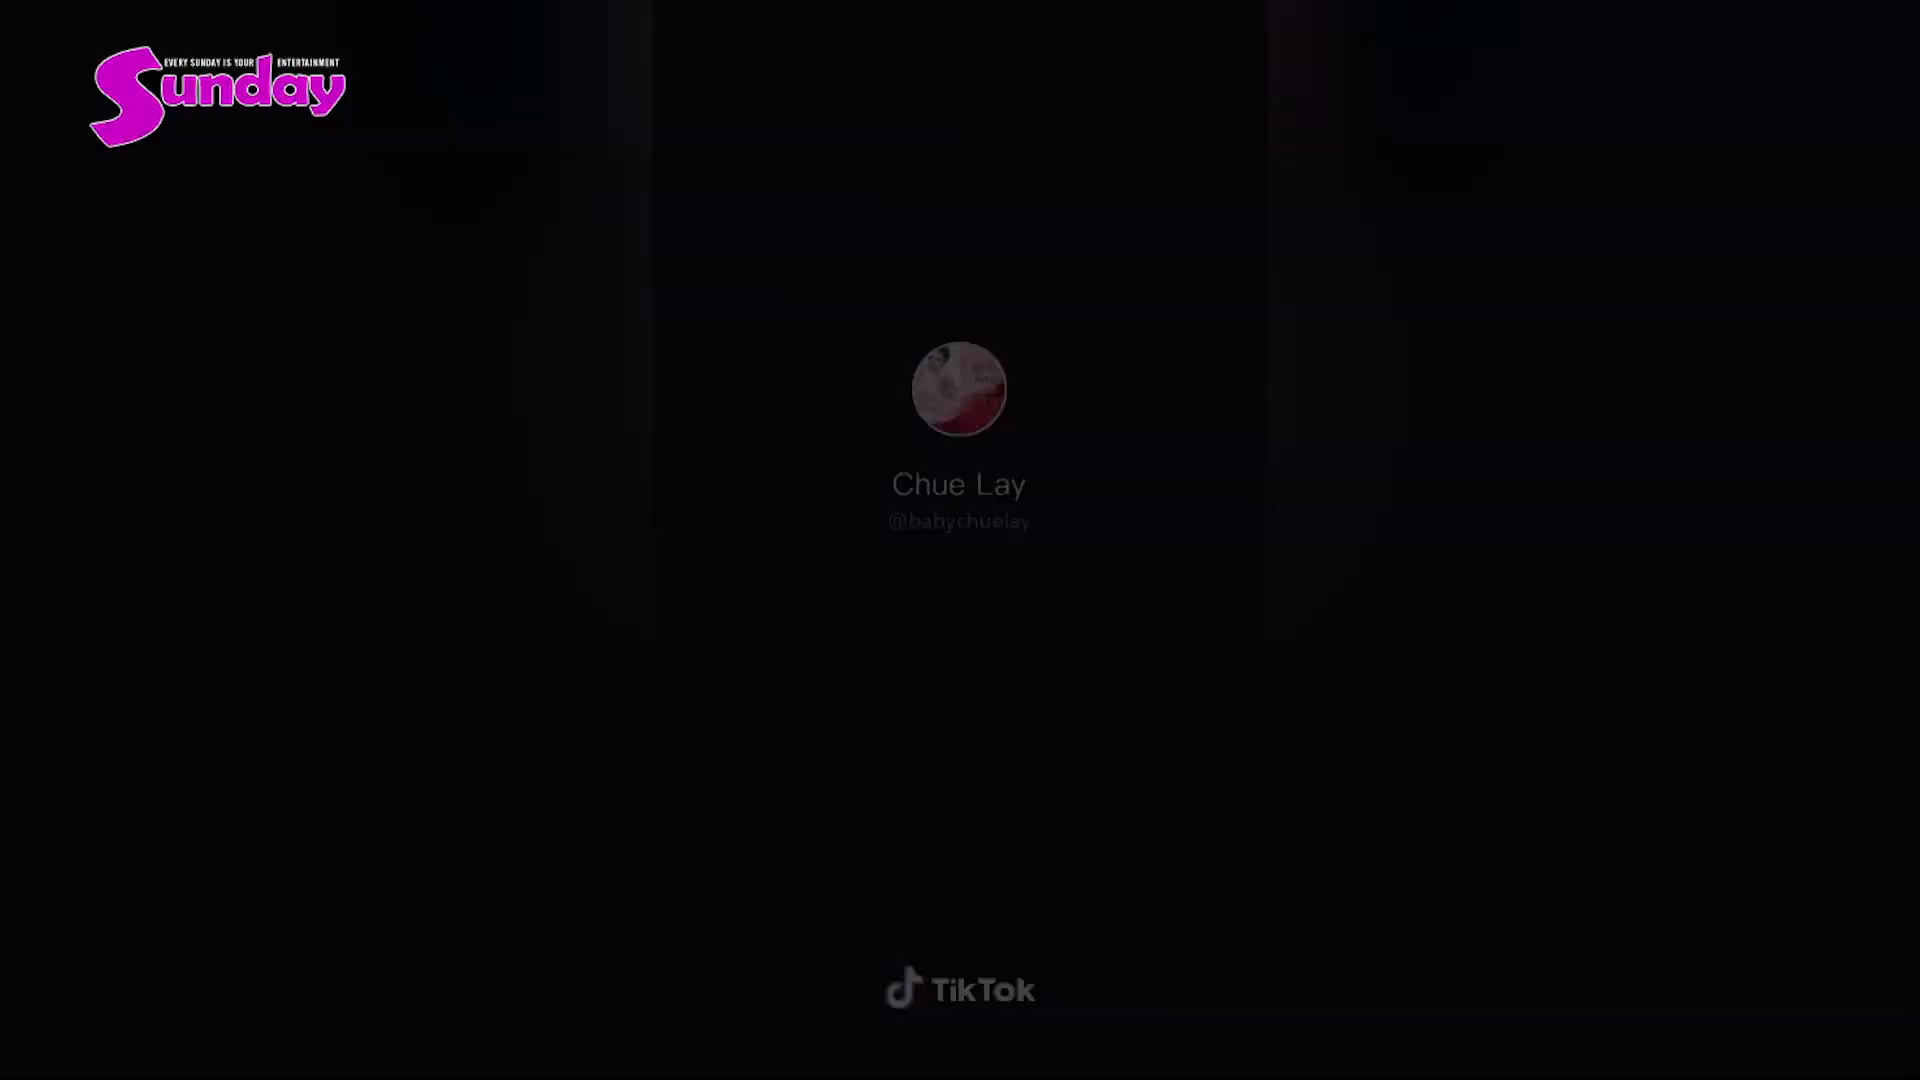 EVERY SUNDAY IS YOUR ENTERTAINMENT
Sunday
Chue Lay
@babychuelay
TikTok